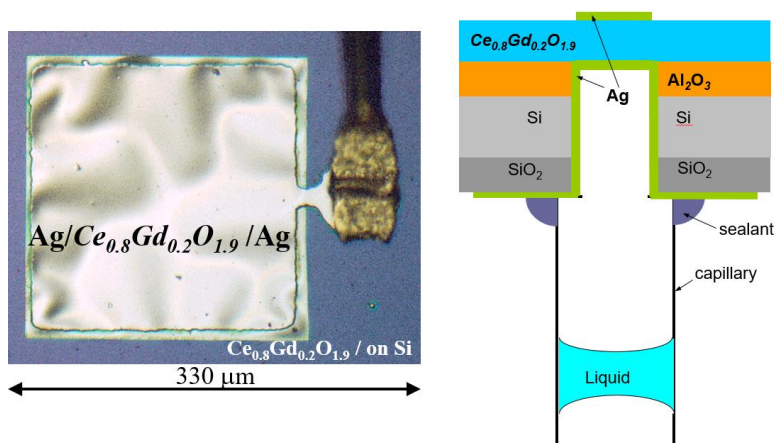 Ag/Ce0.8Gd0.2O1.9 /Ag
Ce0.8Gd0.2O1.9 / on Si
330 µm
Ce0.8Gd0.2O1.9
Al2O3
Ag
Si
Si
SiO2
SiO2
sealant
capillary
Liquid